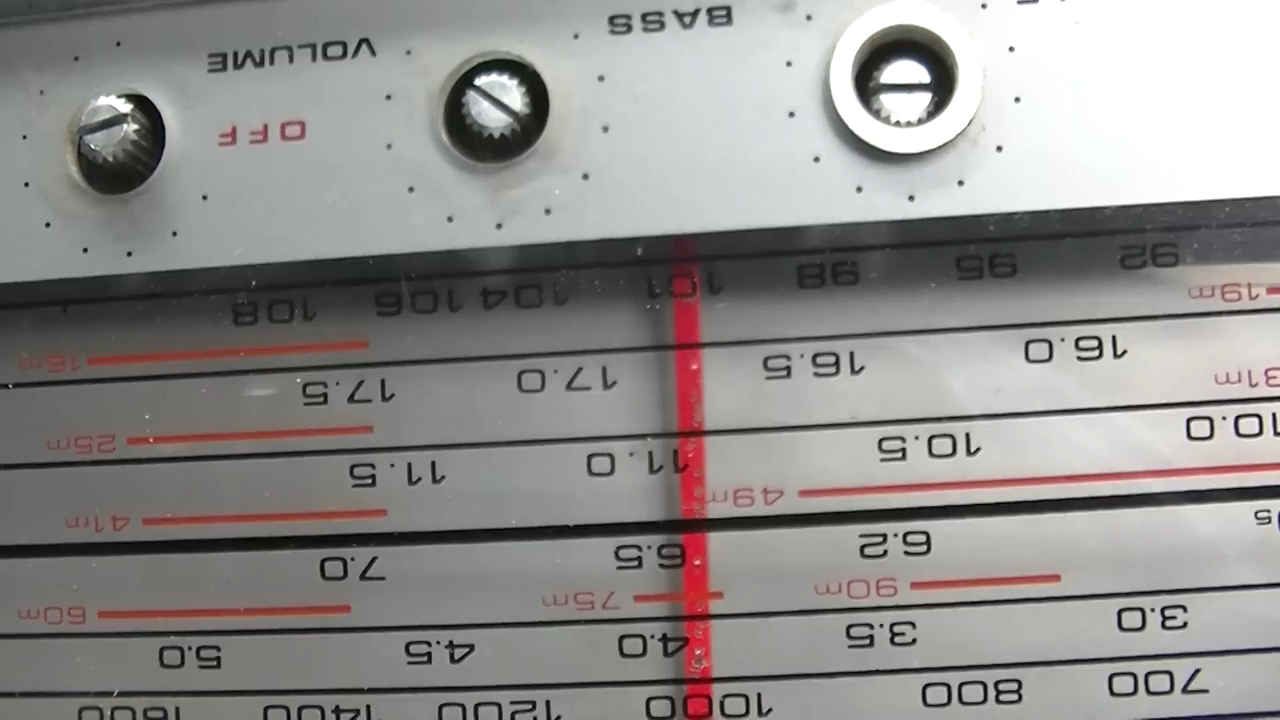 700 800 1000 1200 1400 1600
3.0 3.5 4.0 4.5 5.0
90m 75m 60m
6.2 6.5 7.0
49m 41m
10.0 10.5 11.0 11.5
31m 25m
16.0 16.5 17.0 17.5
19m 16m
92 95 98 101 104 106 108
OFF
BASS VOLUME